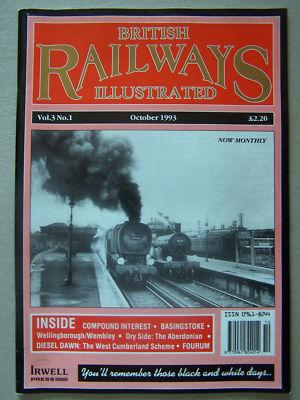 BRITISH
RAILWAYS
ILLUSTRATED
Vol.3 No.1 October 1993 £2.20
NOW MONTHLY
INSIDE COMPOUND INTEREST • BASINGSTOKE •
Wellingborough/Wembley • Dry Side: The Aberdonian •
DIESEL DAWN: The West Cumberland Scheme • FOURUM
ISSN 0961-8244
IRWELL
PRESS
You'll remember those black and white days..